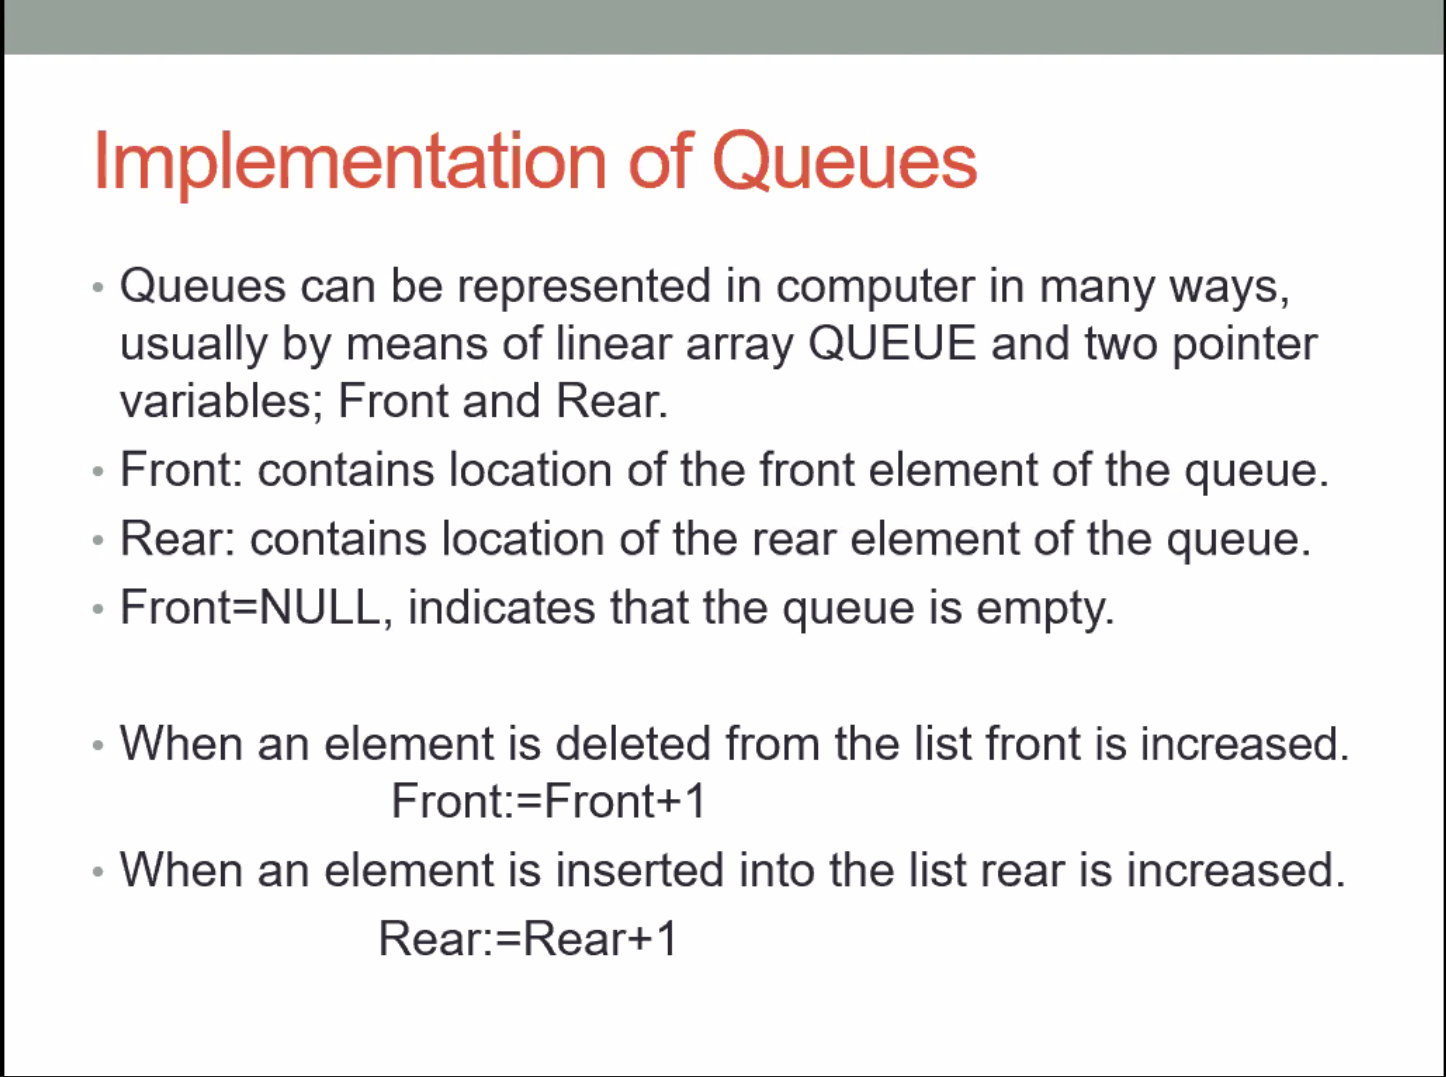 Implementation of Queues
• Queues can be represented in computer in many ways,
usually by means of linear array QUEUE and two pointer
variables; Front and Rear.
• Front: contains location of the front element of the queue.
• Rear: contains location of the rear element of the queue.
• Front=NULL, indicates that the queue is empty.
• When an element is deleted from the list front is increased.
Front:=Front+1
• When an element is inserted into the list rear is increased.
Rear:=Rear+1